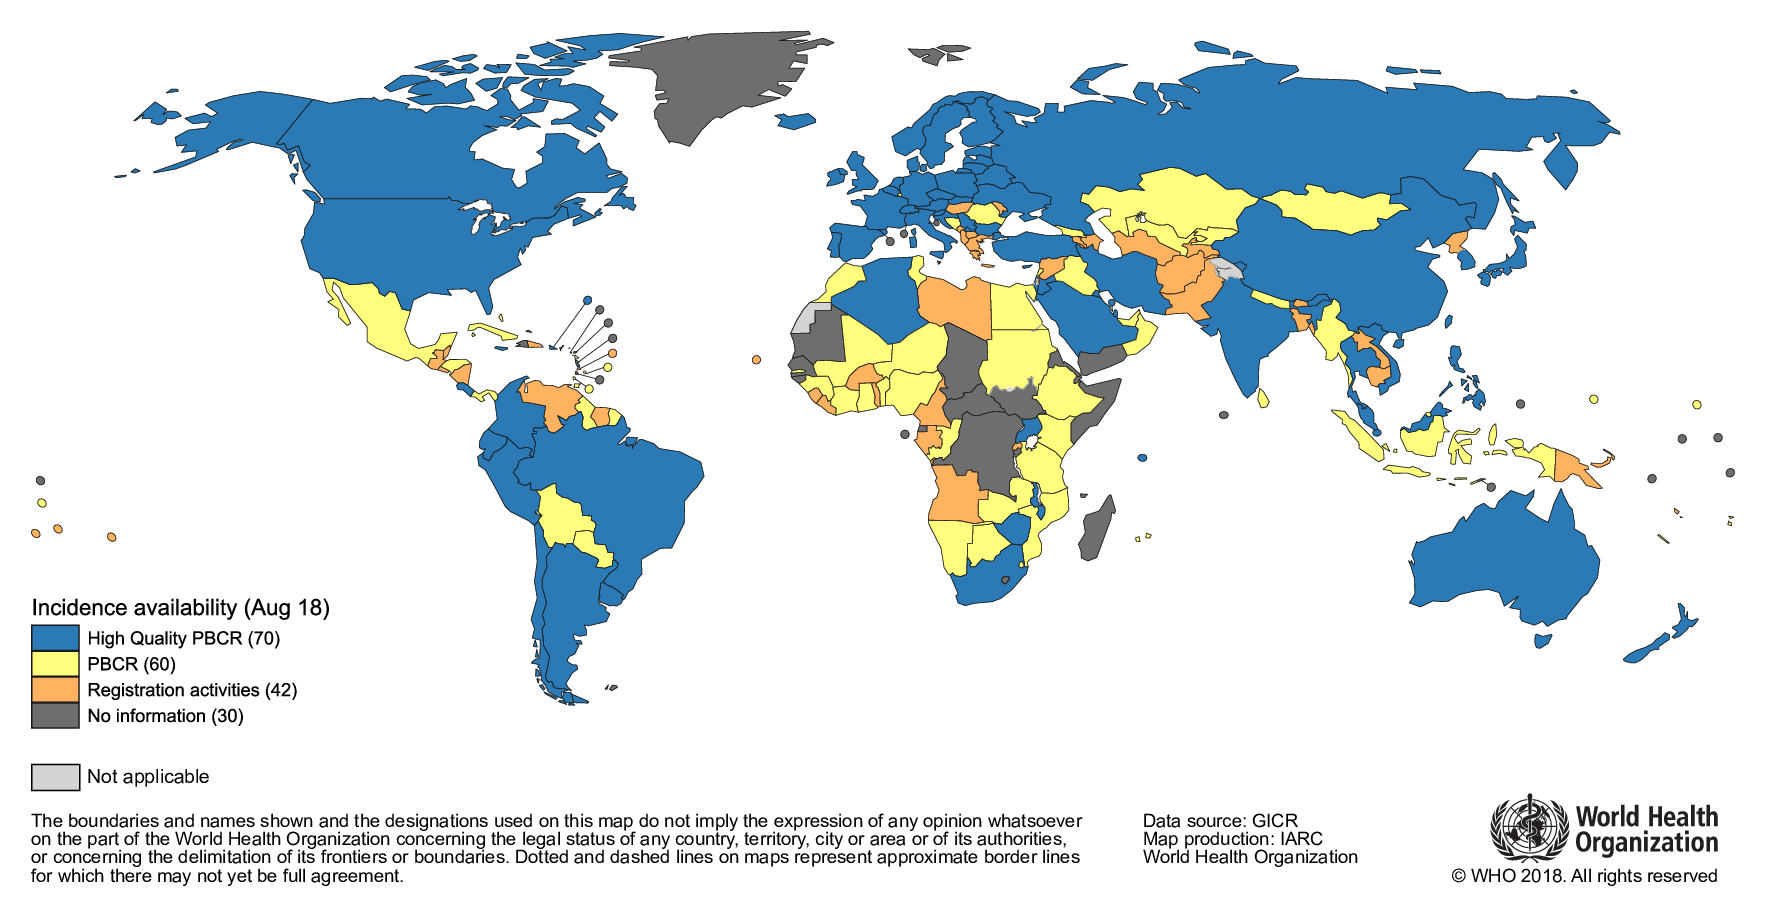 Incidence availability (Aug 18)
High Quality PBCR (70)
PBCR (60)
Registration activities (42)
No information (30)
Not applicable
The boundaries and names shown and the designations used on this map do not imply the expression of any opinion whatsoever
on the part of the World Health Organization concerning the legal status of any country, territory, city or area or of its authorities,
or concerning the delimitation of its frontiers or boundaries. Dotted and dashed lines on maps represent approximate border lines
for which there may not yet be full agreement.
Data source: GICR
Map production: IARC
World Health Organization
World Health
Organization
© WHO 2018. All rights reserved